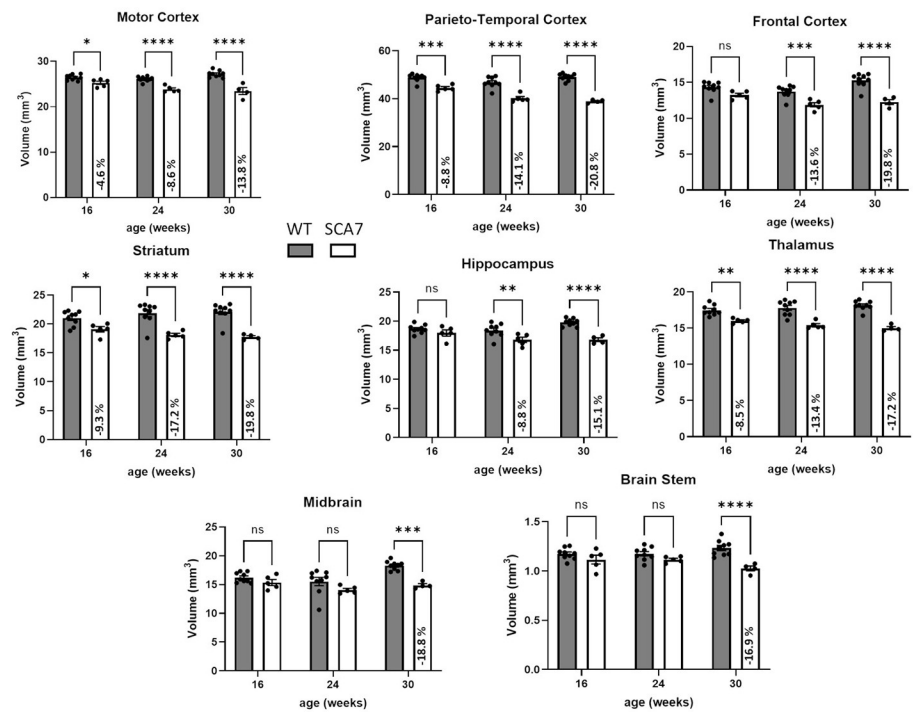 Motor Cortex
* **** ****
30
20
10
0
Volume (mm3)
-4.6 %
-8.6 %
-13.8 %
16 24 30
age (weeks)
Parieto-Temporal Cortex
*** **** ****
60
40
20
0
Volume (mm3)
-8.8 %
-14.1 %
-20.8 %
16 24 30
age (weeks)
Frontal Cortex
ns *** ****
20
15
10
5
0
Volume (mm3)
-13.6 %
-19.8 %
16 24 30
age (weeks)
WT SCA7
Striatum
* **** ****
25
20
15
10
5
0
Volume (mm3)
-9.3 %
-17.2 %
-19.8 %
16 24 30
age (weeks)
Hippocampus
ns ** ****
25
20
15
10
5
0
Volume (mm3)
-8.8 %
-15.1 %
16 24 30
age (weeks)
Thalamus
** **** ****
20
15
10
5
0
Volume (mm3)
-8.5 %
-13.4 %
-17.2 %
16 24 30
age (weeks)
Midbrain
ns ns ***
25
20
15
10
5
0
Volume (mm3)
-18.8 %
16 24 30
age (weeks)
Brain Stem
ns ns ****
1.5
1.0
0.5
0.0
Volume (mm3)
-16.9 %
16 24 30
age (weeks)